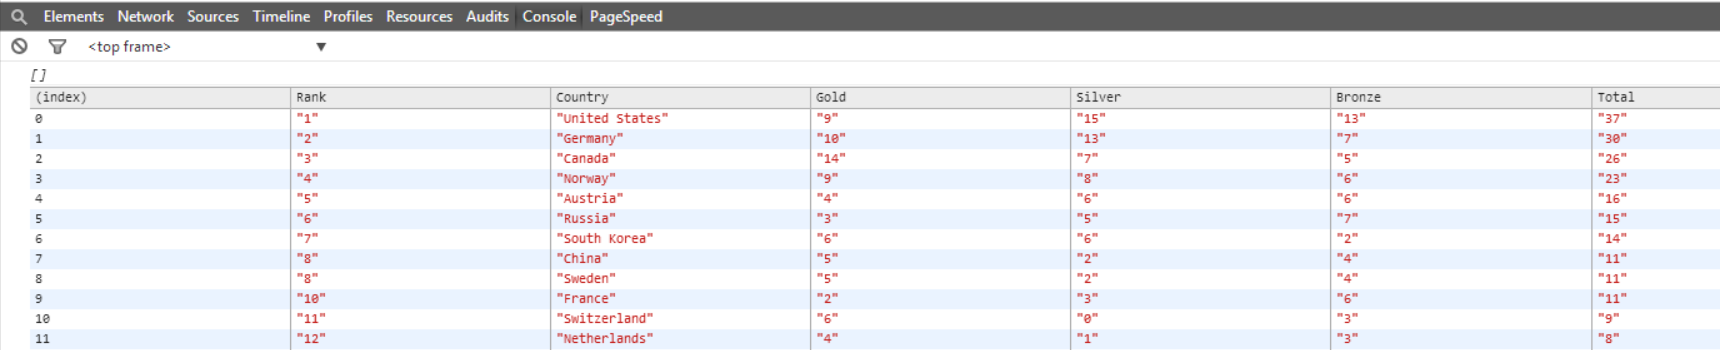 Elements Network Sources Timeline Profiles Resources Audits Console PageSpeed
<top frame> ▼
[]
(index) Rank Country Gold Silver Bronze Total
0 "1" "United States" "9" "15" "13" "37"
1 "2" "Germany" "10" "13" "7" "30"
2 "3" "Canada" "14" "7" "5" "26"
3 "4" "Norway" "9" "8" "6" "23"
4 "5" "Austria" "4" "6" "6" "16"
5 "6" "Russia" "3" "5" "7" "15"
6 "7" "South Korea" "6" "6" "2" "14"
7 "8" "China" "5" "2" "4" "11"
8 "8" "Sweden" "5" "2" "4" "11"
9 "10" "France" "2" "3" "6" "11"
10 "11" "Switzerland" "6" "0" "3" "9"
11 "12" "Netherlands" "4" "1" "3" "8"